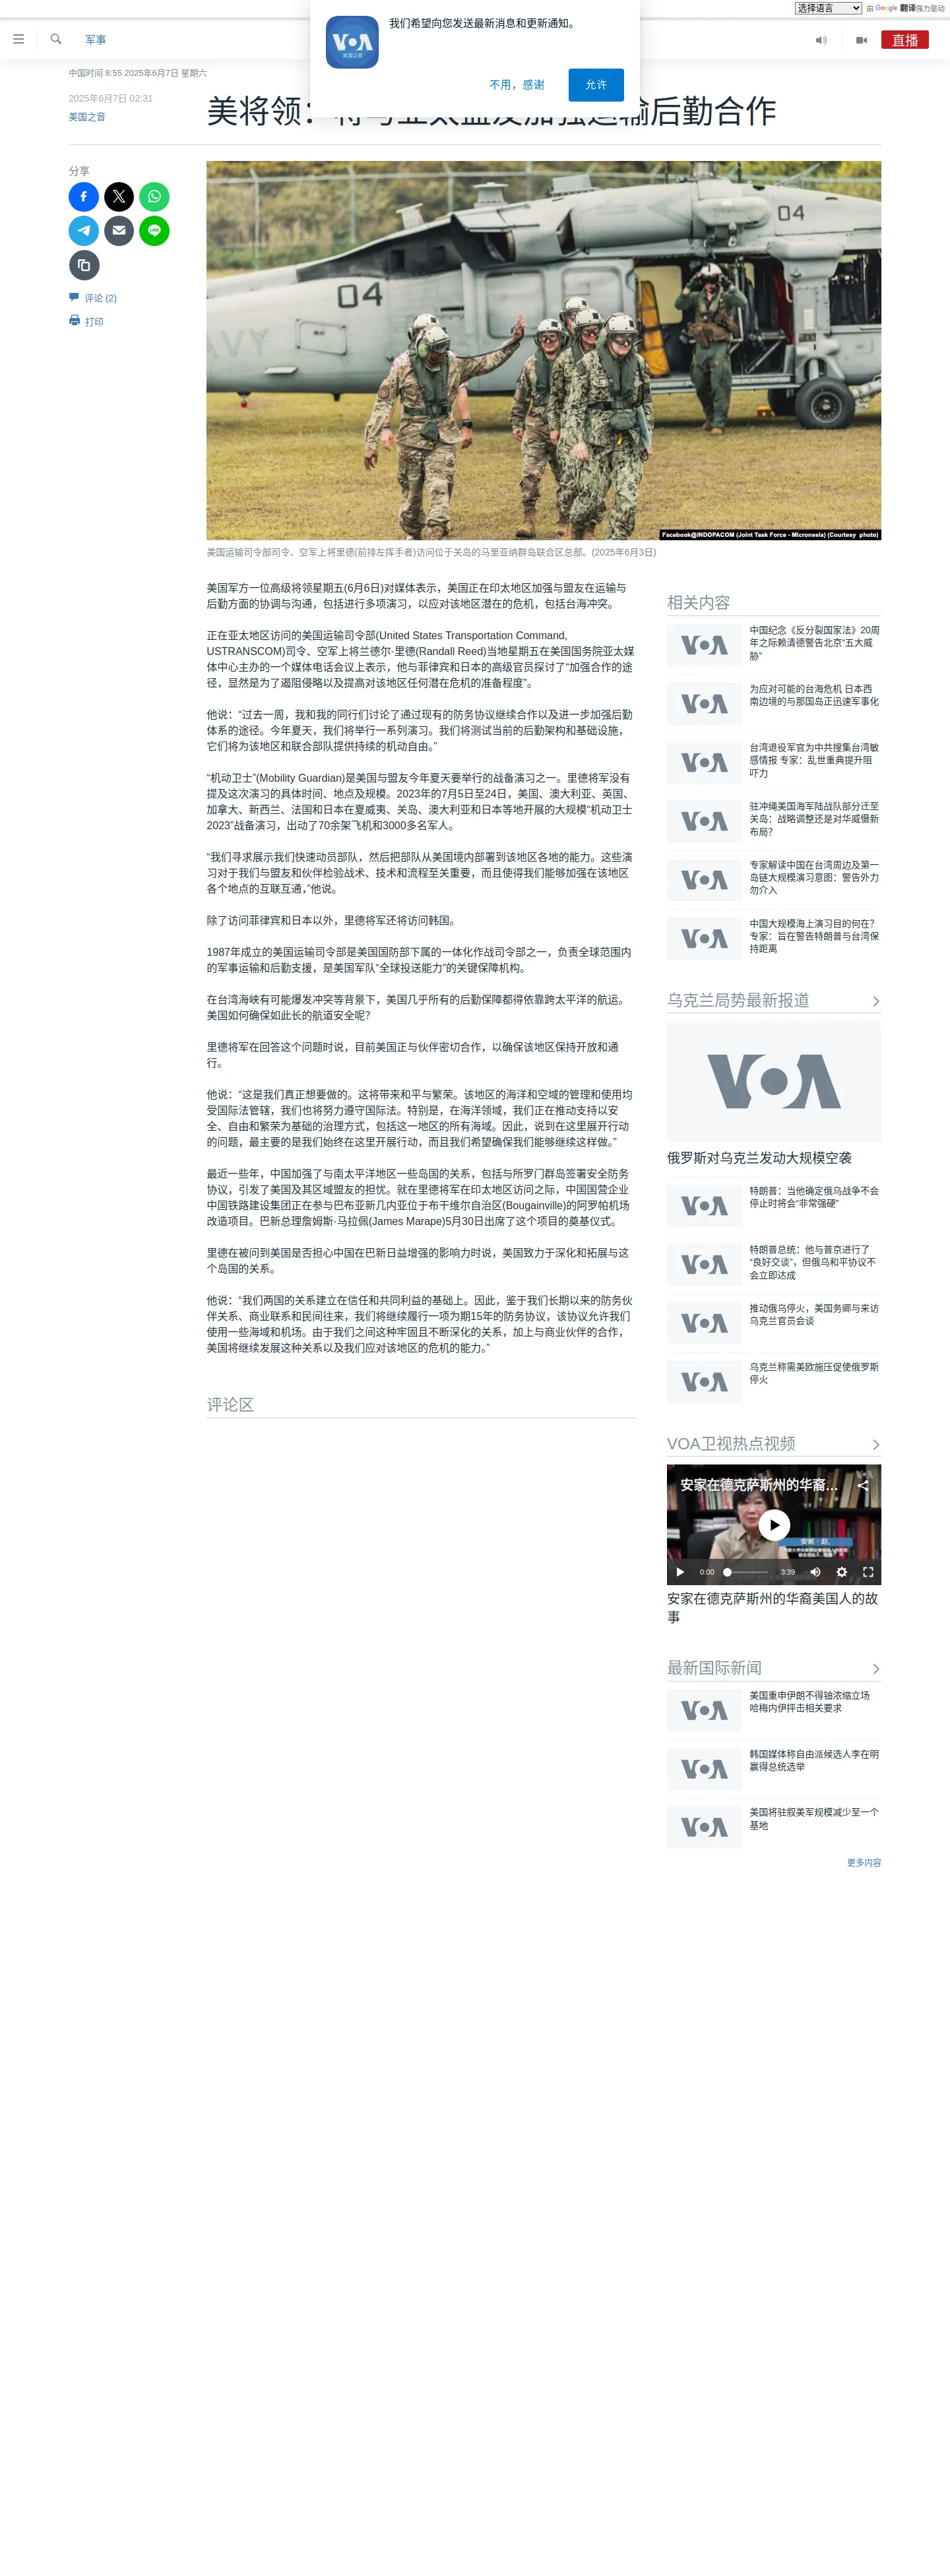 选择语言
由 Google 翻译强力驱动
军事
直播
我们希望向您发送最新消息和更新通知。
VOA
美国之音
不用，感谢
允许
中国时间 8:55 2025年6月7日 星期六
2025年6月7日 02:31
美国之音
美将领：将与亚太盟友加强运输后勤合作
分享
评论 (2)
打印
04
04
Facebook@INDOPACOM (Joint Task Force - Micronesia) (Courtesy photo)
美国运输司令部司令、空军上将里德(前排左挥手者)访问位于关岛的马里亚纳群岛联合区总部。(2025年6月3日)
美国军方一位高级将领星期五(6月6日)对媒体表示，美国正在印太地区加强与盟友在运输与
后勤方面的协调与沟通，包括进行多项演习，以应对该地区潜在的危机，包括台海冲突。
正在亚太地区访问的美国运输司令部(United States Transportation Command,
USTRANSCOM)司令、空军上将兰德尔·里德(Randall Reed)当地星期五在美国国务院亚太媒
体中心主办的一个媒体电话会议上表示，他与菲律宾和日本的高级官员探讨了“加强合作的途
径，显然是为了遏阻侵略以及提高对该地区任何潜在危机的准备程度”。
他说：“过去一周，我和我的同行们讨论了通过现有的防务协议继续合作以及进一步加强后勤
体系的途径。今年夏天，我们将举行一系列演习。我们将测试当前的后勤架构和基础设施，
它们将为该地区和联合部队提供持续的机动自由。”
“机动卫士”(Mobility Guardian)是美国与盟友今年夏天要举行的战备演习之一。里德将军没有
提及这次演习的具体时间、地点及规模。2023年的7月5日至24日，美国、澳大利亚、英国、
加拿大、新西兰、法国和日本在夏威夷、关岛、澳大利亚和日本等地开展的大规模“机动卫士
2023”战备演习，出动了70余架飞机和3000多名军人。
“我们寻求展示我们快速动员部队，然后把部队从美国境内部署到该地区各地的能力。这些演
习对于我们与盟友和伙伴检验战术、技术和流程至关重要，而且使得我们能够加强在该地区
各个地点的互联互通，”他说。
除了访问菲律宾和日本以外，里德将军还将访问韩国。
1987年成立的美国运输司令部是美国国防部下属的一体化作战司令部之一，负责全球范围内
的军事运输和后勤支援，是美国军队“全球投送能力”的关键保障机构。
在台湾海峡有可能爆发冲突等背景下，美国几乎所有的后勤保障都得依靠跨太平洋的航运。
美国如何确保如此长的航道安全呢？
里德将军在回答这个问题时说，目前美国正与伙伴密切合作，以确保该地区保持开放和通
行。
他说：“这是我们真正想要做的。这将带来和平与繁荣。该地区的海洋和空域的管理和使用均
受国际法管辖，我们也将努力遵守国际法。特别是，在海洋领域，我们正在推动支持以安
全、自由和繁荣为基础的治理方式，包括这一地区的所有海域。因此，说到在这里展开行动
的问题，最主要的是我们始终在这里开展行动，而且我们希望确保我们能够继续这样做。”
最近一些年，中国加强了与南太平洋地区一些岛国的关系，包括与所罗门群岛签署安全防务
协议，引发了美国及其区域盟友的担忧。就在里德将军在印太地区访问之际，中国国营企业
中国铁路建设集团正在参与巴布亚新几内亚位于布干维尔自治区(Bougainville)的阿罗帕机场
改造项目。巴新总理詹姆斯·马拉佩(James Marape)5月30日出席了这个项目的奠基仪式。
里德在被问到美国是否担心中国在巴新日益增强的影响力时说，美国致力于深化和拓展与这
个岛国的关系。
他说：“我们两国的关系建立在信任和共同利益的基础上。因此，鉴于我们长期以来的防务伙
伴关系、商业联系和民间往来，我们将继续履行一项为期15年的防务协议，该协议允许我们
使用一些海域和机场。由于我们之间这种牢固且不断深化的关系，加上与商业伙伴的合作，
美国将继续发展这种关系以及我们应对该地区的危机的能力。”
评论区
相关内容
中国纪念《反分裂国家法》20周
年之际赖清德警告北京“五大威
胁”
为应对可能的台海危机 日本西
南边境的与那国岛正迅速军事化
台湾退役军官为中共搜集台湾敏
感情报 专家：乱世重典提升阻
吓力
驻冲绳美国海军陆战队部分迁至
关岛：战略调整还是对华威慑新
布局？
专家解读中国在台湾周边及第一
岛链大规模演习意图：警告外力
勿介入
中国大规模海上演习目的何在？
专家：旨在警告特朗普与台湾保
持距离
乌克兰局势最新报道
VOA
俄罗斯对乌克兰发动大规模空袭
特朗普：当他确定俄乌战争不会
停止时将会“非常强硬”
特朗普总统：他与普京进行了
“良好交谈”，但俄乌和平协议不
会立即达成
推动俄乌停火，美国务卿与来访
乌克兰官员会谈
乌克兰称需美欧施压促使俄罗斯
停火
VOA卫视热点视频
安家在德克萨斯州的华裔…
0:00
3:39
安家在德克萨斯州的华裔美国人的故
事
最新国际新闻
美国重申伊朗不得铀浓缩立场
哈梅内伊抨击相关要求
韩国媒体称自由派候选人李在明
赢得总统选举
美国将驻叙美军规模减少至一个
基地
更多内容